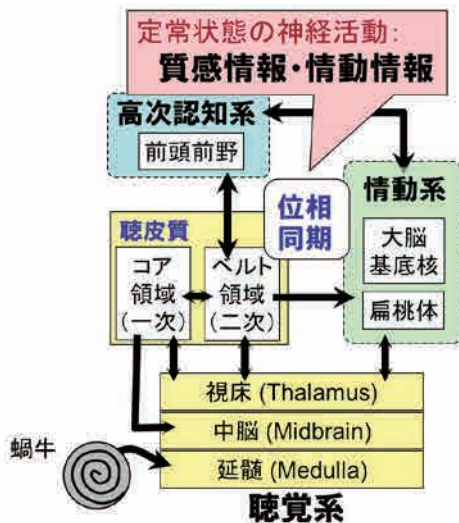 定常状態の神経活動：
質感情報・情動情報
高次認知系
前頭前野
情動系
大脳
基底核
扁桃体
位相
同期
聴皮質
コア
領域
(一次)
ベルト
領域
(二次)
視床 (Thalamus)
中脳 (Midbrain)
延髄 (Medulla)
蝸牛
聴覚系